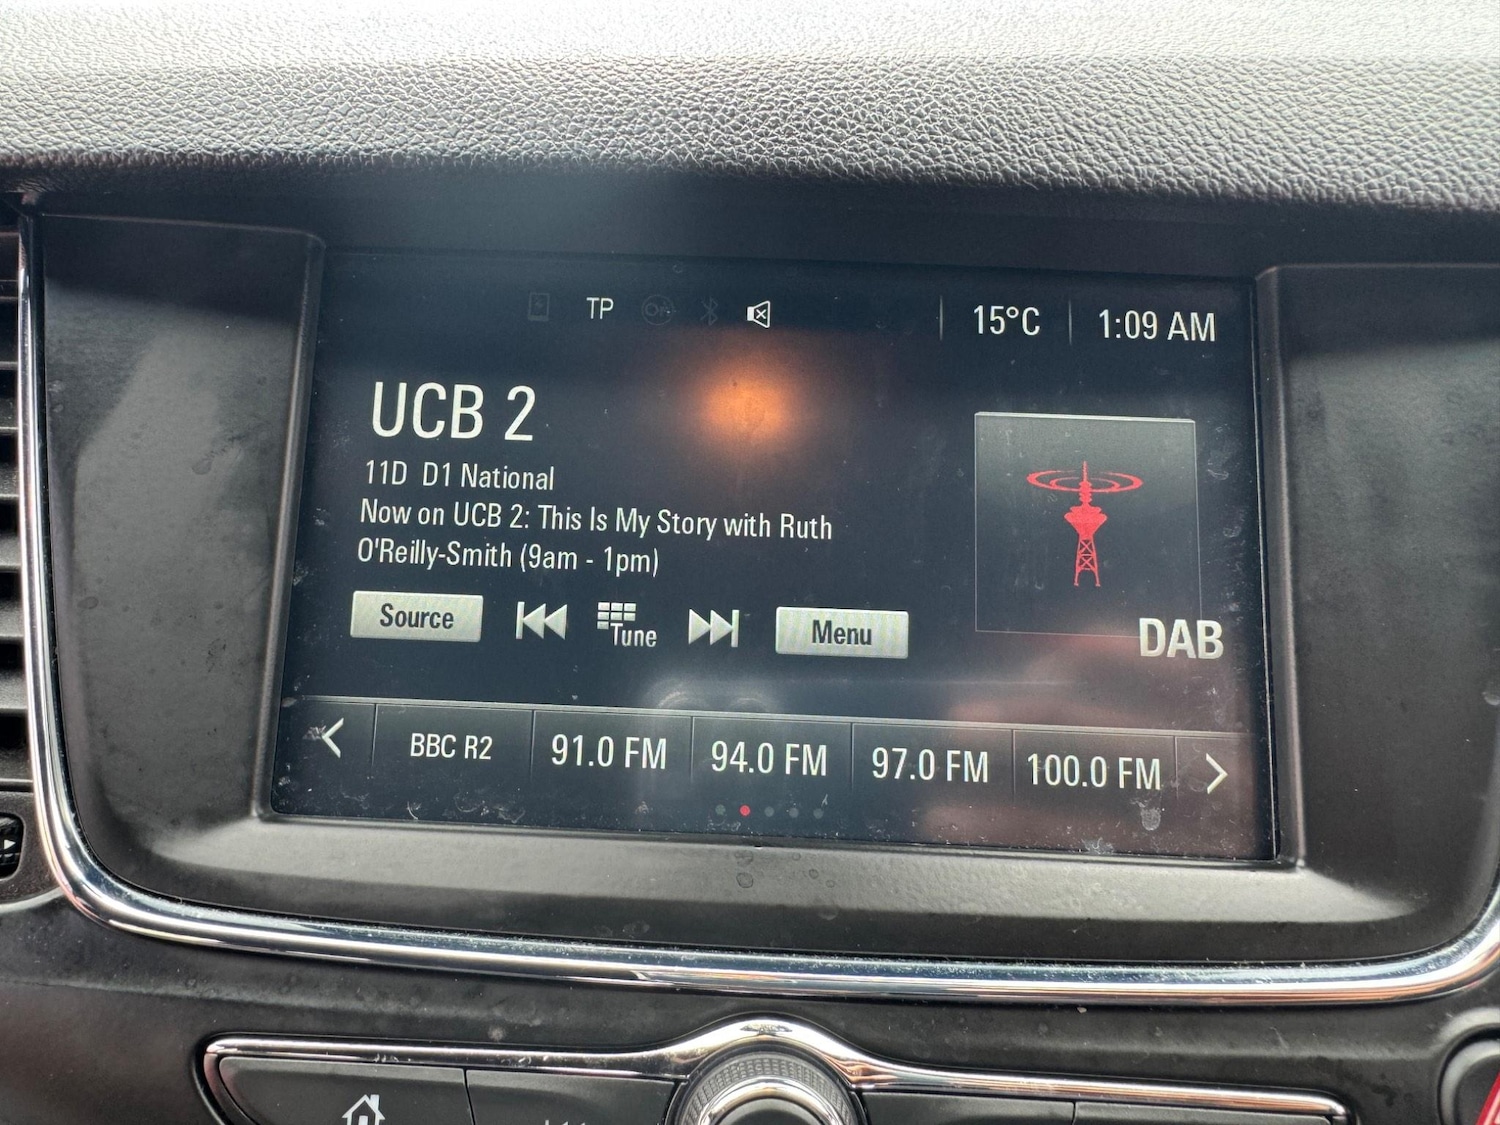 TP
15°C
1:09 AM
UCB 2
11D D1 National
Now on UCB 2: This Is My Story with Ruth
O'Reilly-Smith (9am - 1pm)
Source
Tune
Menu
DAB
BBC R2
91.0 FM
94.0 FM
97.0 FM
100.0 FM